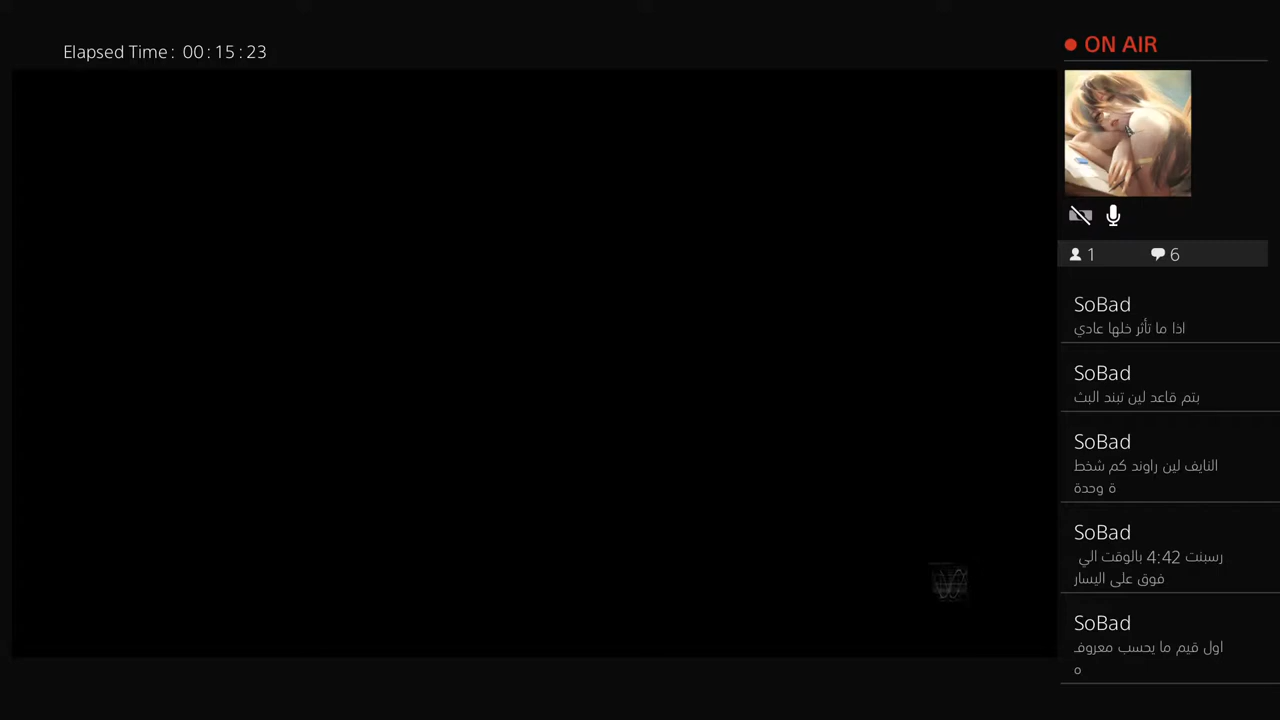 Elapsed Time: 00:15:23
ON AIR
1
6
SoBad
اذا ما تأثر خلها عادي
SoBad
بتم قاعد لين تبند البث
SoBad
النايف لين راوند كم شخط
ة وحدة
SoBad
رسبنت 4:42 بالوقت الي
فوق على اليسار
SoBad
اول قيم ما يحسب معروف
ه